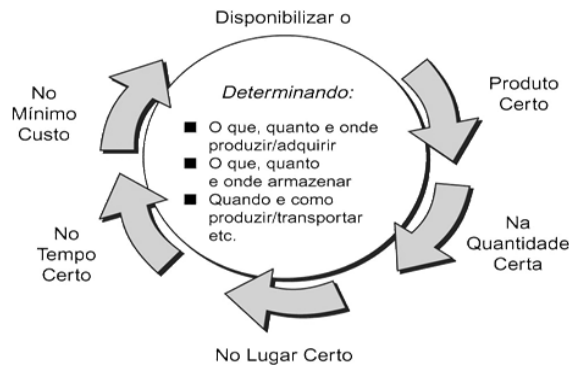 Disponibilizar o
Produto
Certo
Na
Quantidade
Certa
No Lugar Certo
No
Tempo
Certo
No
Mínimo
Custo
Determinando:
■ O que, quanto e onde
produzir/adquirir
■ O que, quanto
e onde armazenar
■ Quando e como
produzir/transportar
etc.